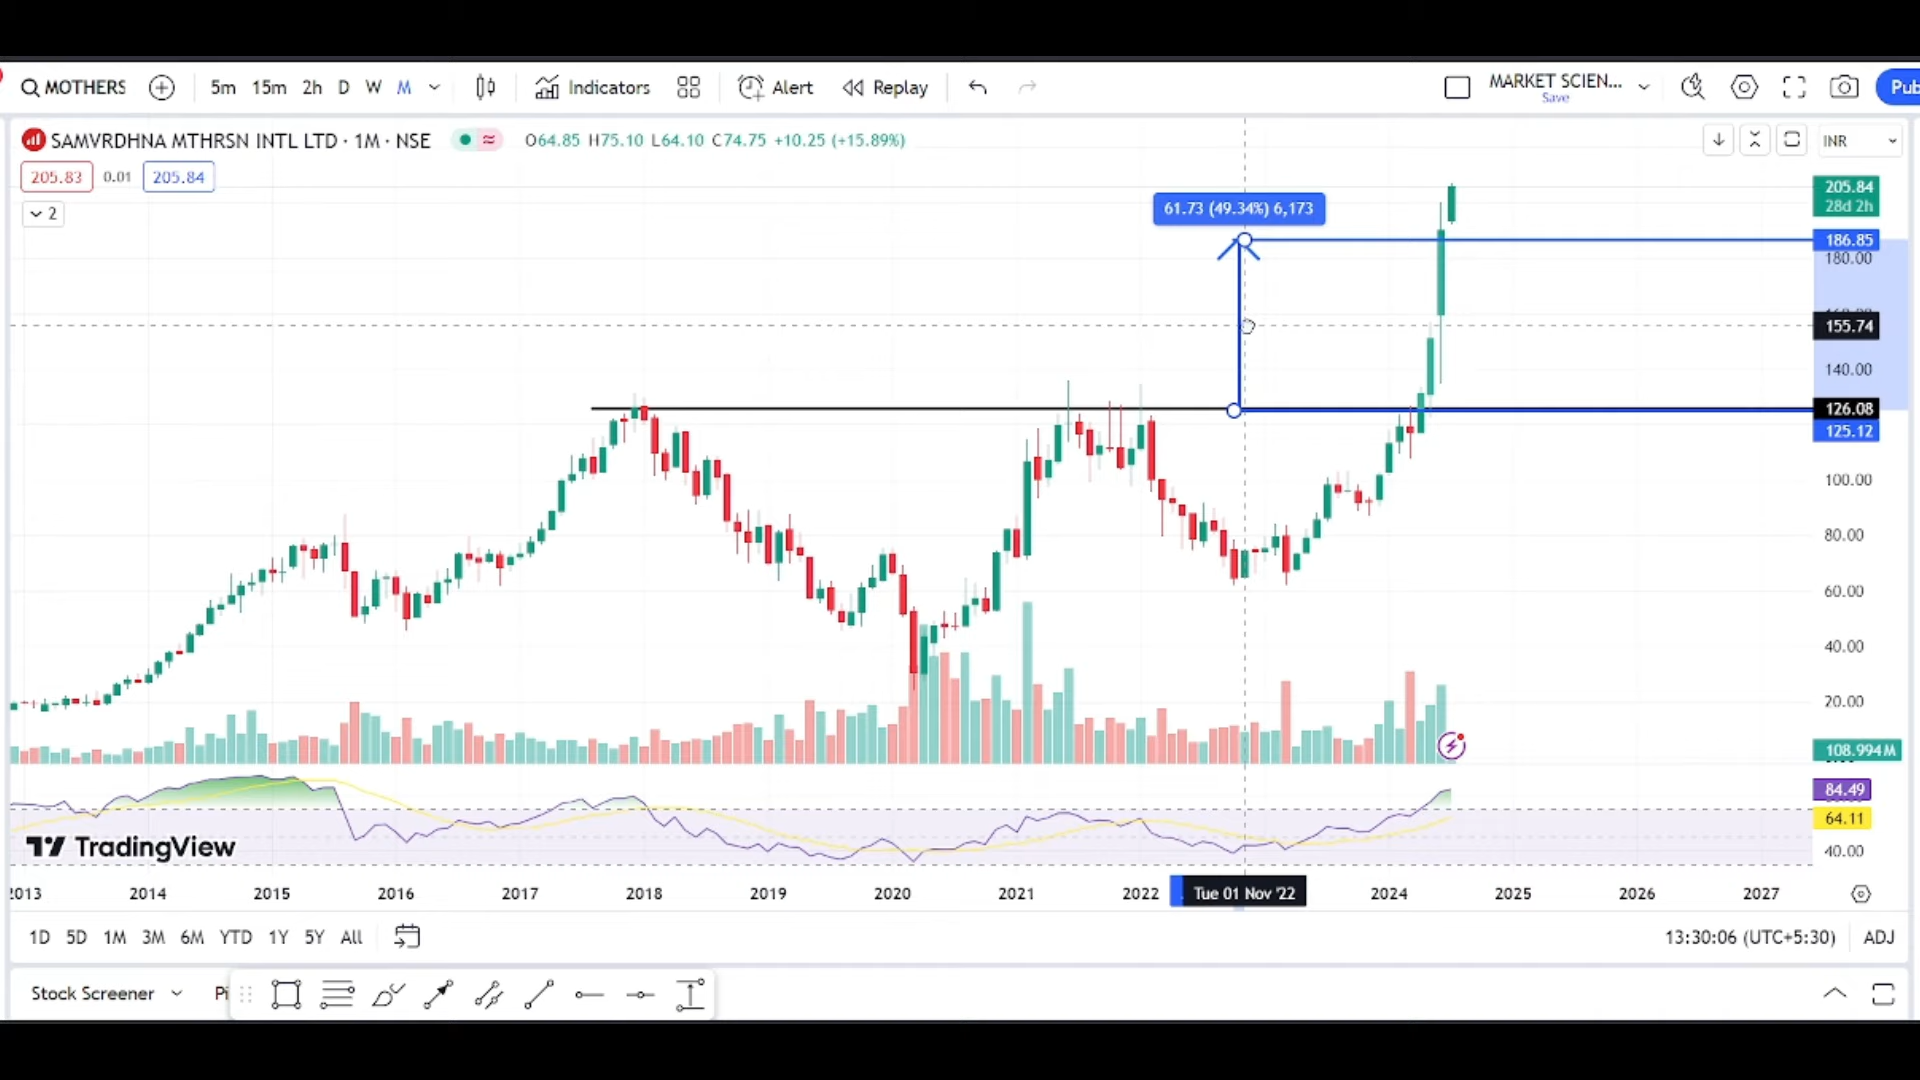 MOTHERS 5m 15m 2h D W M Indicators Alert Replay MARKET SCIEN... Save Pub
SAMVRDHNA MTHRSN INTL LTD · 1M · NSE O64.85 H75.10 L64.10 C74.75 +10.25 (+15.89%) INR
205.83 0.01 205.84
2
61.73 (49.34%) 6,173
205.84
28d 2h
186.85
180.00
155.74
140.00
126.08
125.12
100.00
80.00
60.00
40.00
20.00
108.994M
84.49
64.11
40.00
TradingView
2013 2014 2015 2016 2017 2018 2019 2020 2021 2022 Tue 01 Nov '22 2024 2025 2026 2027
1D 5D 1M 3M 6M YTD 1Y 5Y All 13:30:06 (UTC+5:30) ADJ
Stock Screener Pi